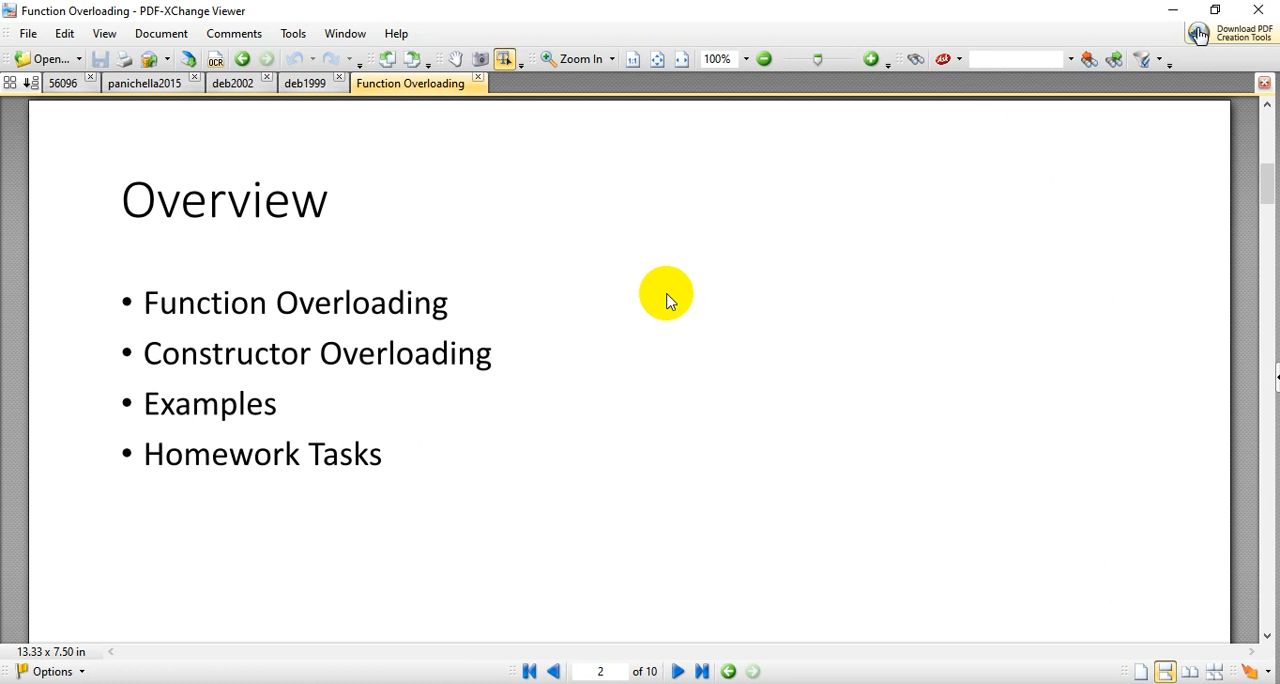 Function Overloading - PDF-XChange Viewer
File Edit View Document Comments Tools Window Help
Download PDF
Creation Tools
Open... OCR Zoom In 100%
56096 panichella2015 deb2002 deb1999 Function Overloading
Overview
• Function Overloading
• Constructor Overloading
• Examples
• Homework Tasks
13.33 x 7.50 in
Options 2 of 10